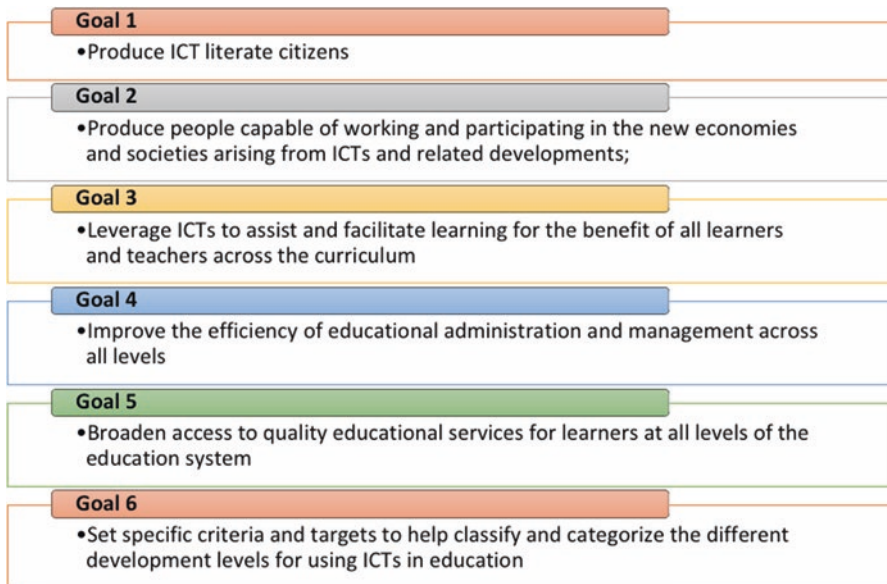 Goal 1
•Produce ICT literate citizens
Goal 2
•Produce people capable of working and participating in the new economies
and societies arising from ICTs and related developments;
Goal 3
•Leverage ICTs to assist and facilitate learning for the benefit of all learners
and teachers across the curriculum
Goal 4
•Improve the efficiency of educational administration and management across
all levels
Goal 5
•Broaden access to quality educational services for learners at all levels of the
education system
Goal 6
•Set specific criteria and targets to help classify and categorize the different
development levels for using ICTs in education